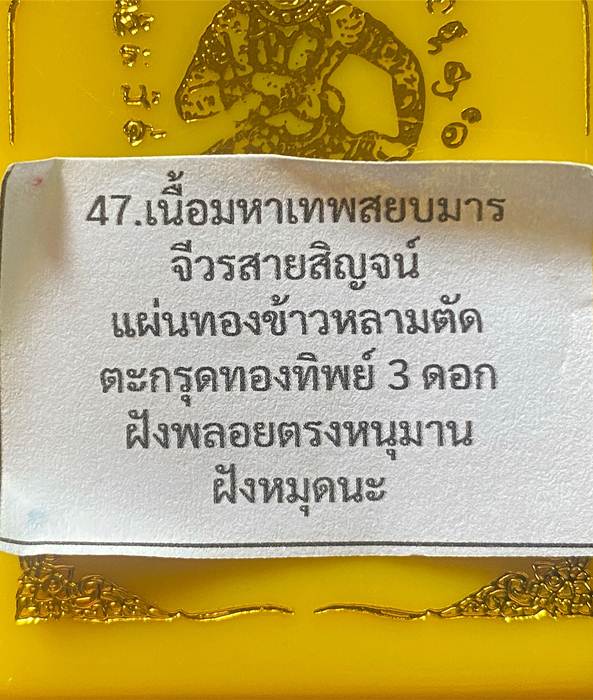 47.เนื้อมหาเทพสยบมาร
จีวรสายสิญจน์
แผ่นทองข้าวหลามตัด
ตะกรุดทองทิพย์ 3 ดอก
ฝังพลอยตรงหนุมาน
ฝังหมุดนะ